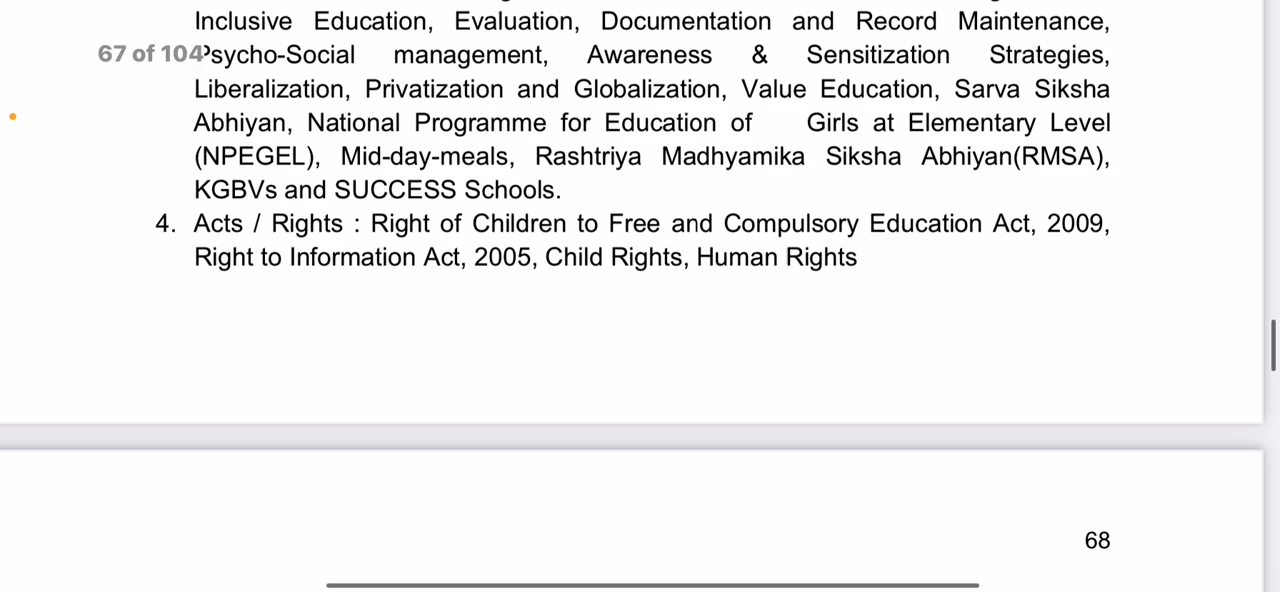 Inclusive Education, Evaluation, Documentation and Record Maintenance,
67 of 104
Psycho-Social management, Awareness & Sensitization Strategies,
Liberalization, Privatization and Globalization, Value Education, Sarva Siksha
Abhiyan, National Programme for Education of Girls at Elementary Level
(NPEGEL), Mid-day-meals, Rashtriya Madhyamika Siksha Abhiyan(RMSA),
KGBVs and SUCCESS Schools.
4. Acts / Rights : Right of Children to Free and Compulsory Education Act, 2009,
Right to Information Act, 2005, Child Rights, Human Rights
68